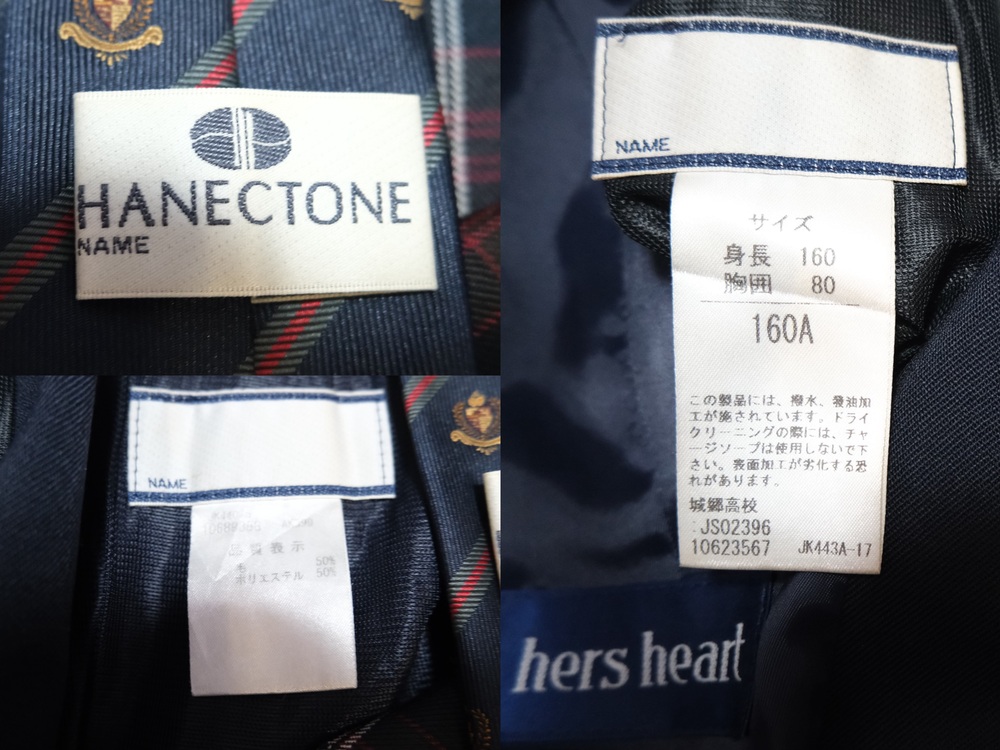 HANECTONE
NAME
NAME
品質表示
毛 50%
ポリエステル 50%
NAME
サイズ
身長 160
胸囲 80
160A
この製品には、撥水、発油加
工が施されています。ドライ
クリーニングの際には、チャ
ージソープは使用しないで下
さい。表面加工が劣化する恐
れがあります。
城郷高校
:JS02396
10623567 JK443A-17
hers heart